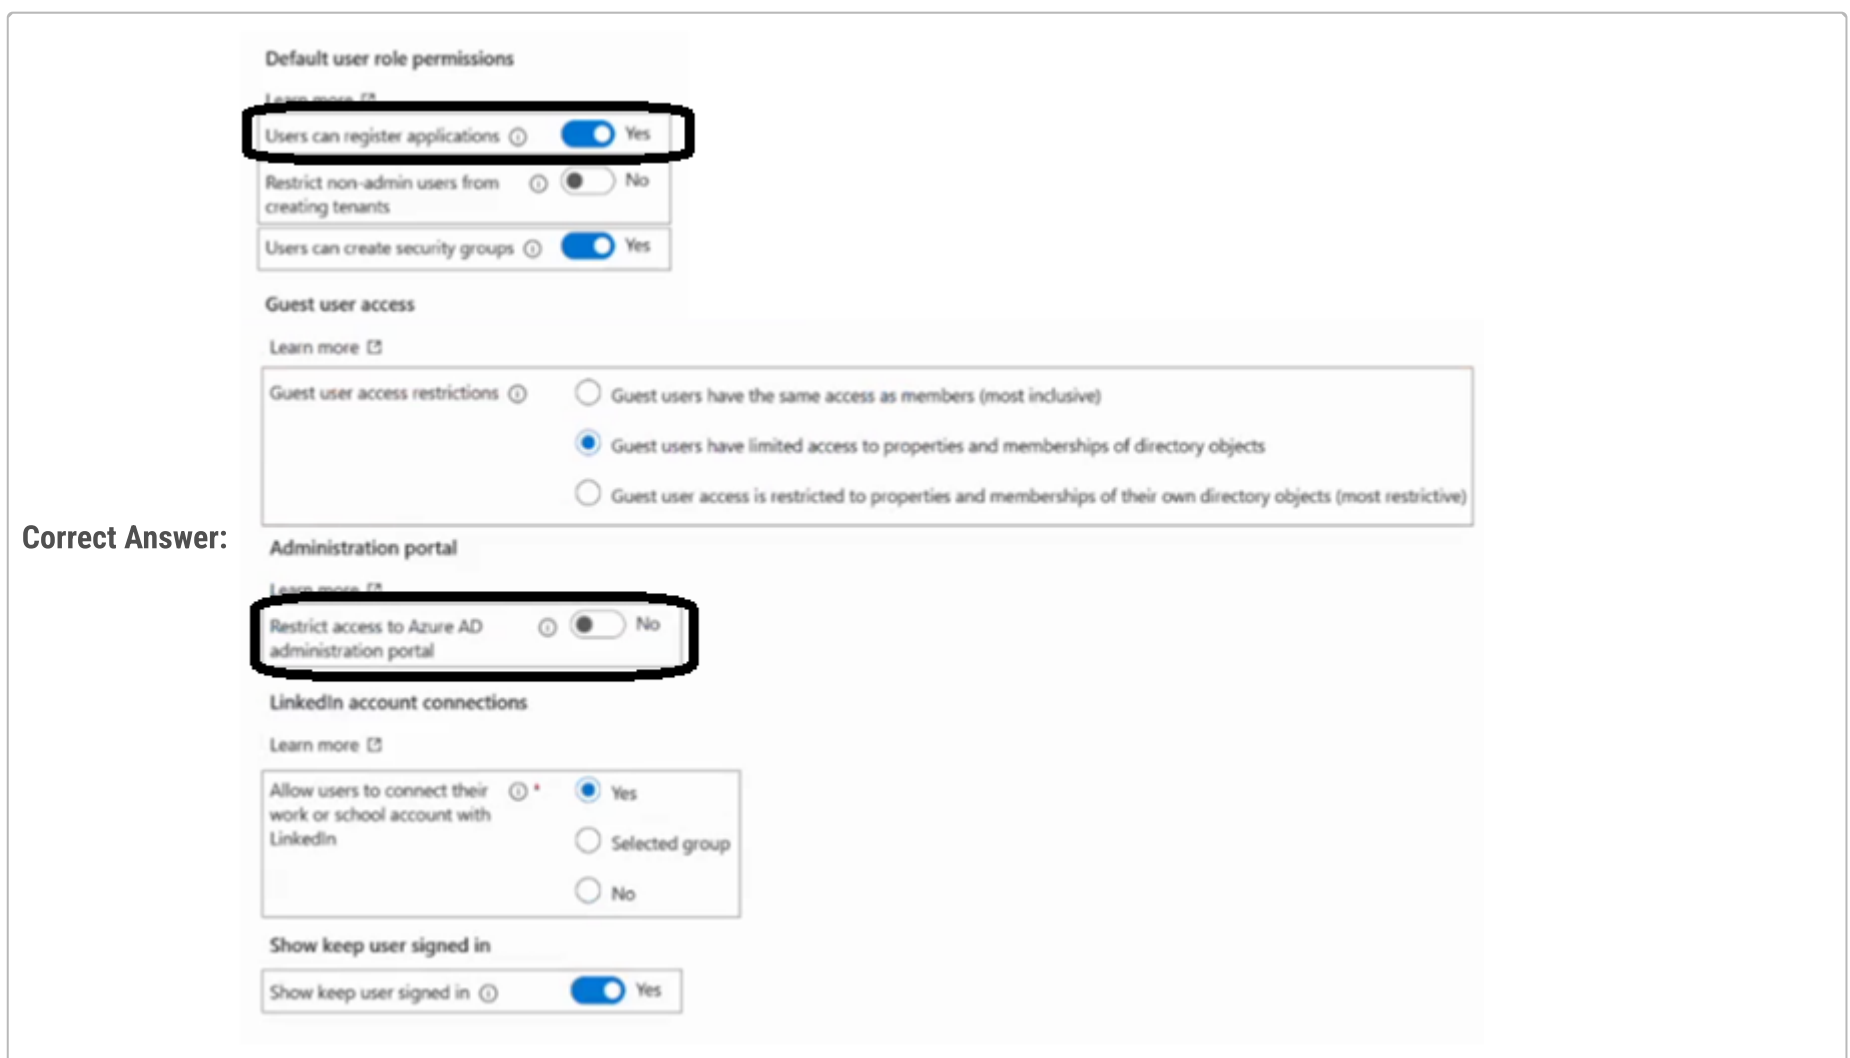 Default user role permissions
Learn more
Users can register applications Yes
Restrict non-admin users from No
creating tenants
Users can create security groups Yes
Guest user access
Learn more
Guest user access restrictions Guest users have the same access as members (most inclusive)
Guest users have limited access to properties and memberships of directory objects
Guest user access is restricted to properties and memberships of their own directory objects (most restrictive)
Correct Answer:
Administration portal
Learn more
Restrict access to Azure AD No
administration portal
LinkedIn account connections
Learn more
Allow users to connect their * Yes
work or school account with
LinkedIn
Selected group
No
Show keep user signed in
Show keep user signed in Yes